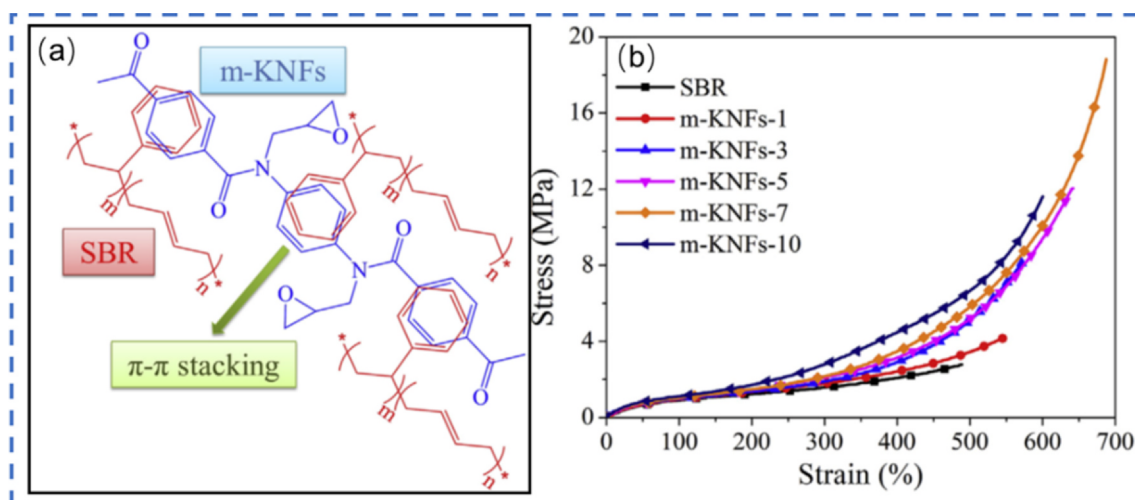 (a)
m-KNFs
O
O
N
O
*
*
m
O
m
*
SBR
n
*
N
O
n
*
O
π-π stacking
*
m
O
n
*
(b)
SBR
m-KNFs-1
m-KNFs-3
m-KNFs-5
m-KNFs-7
m-KNFs-10
Stress (MPa)
20
16
12
8
4
0
0 100 200 300 400 500 600 700
Strain (%)